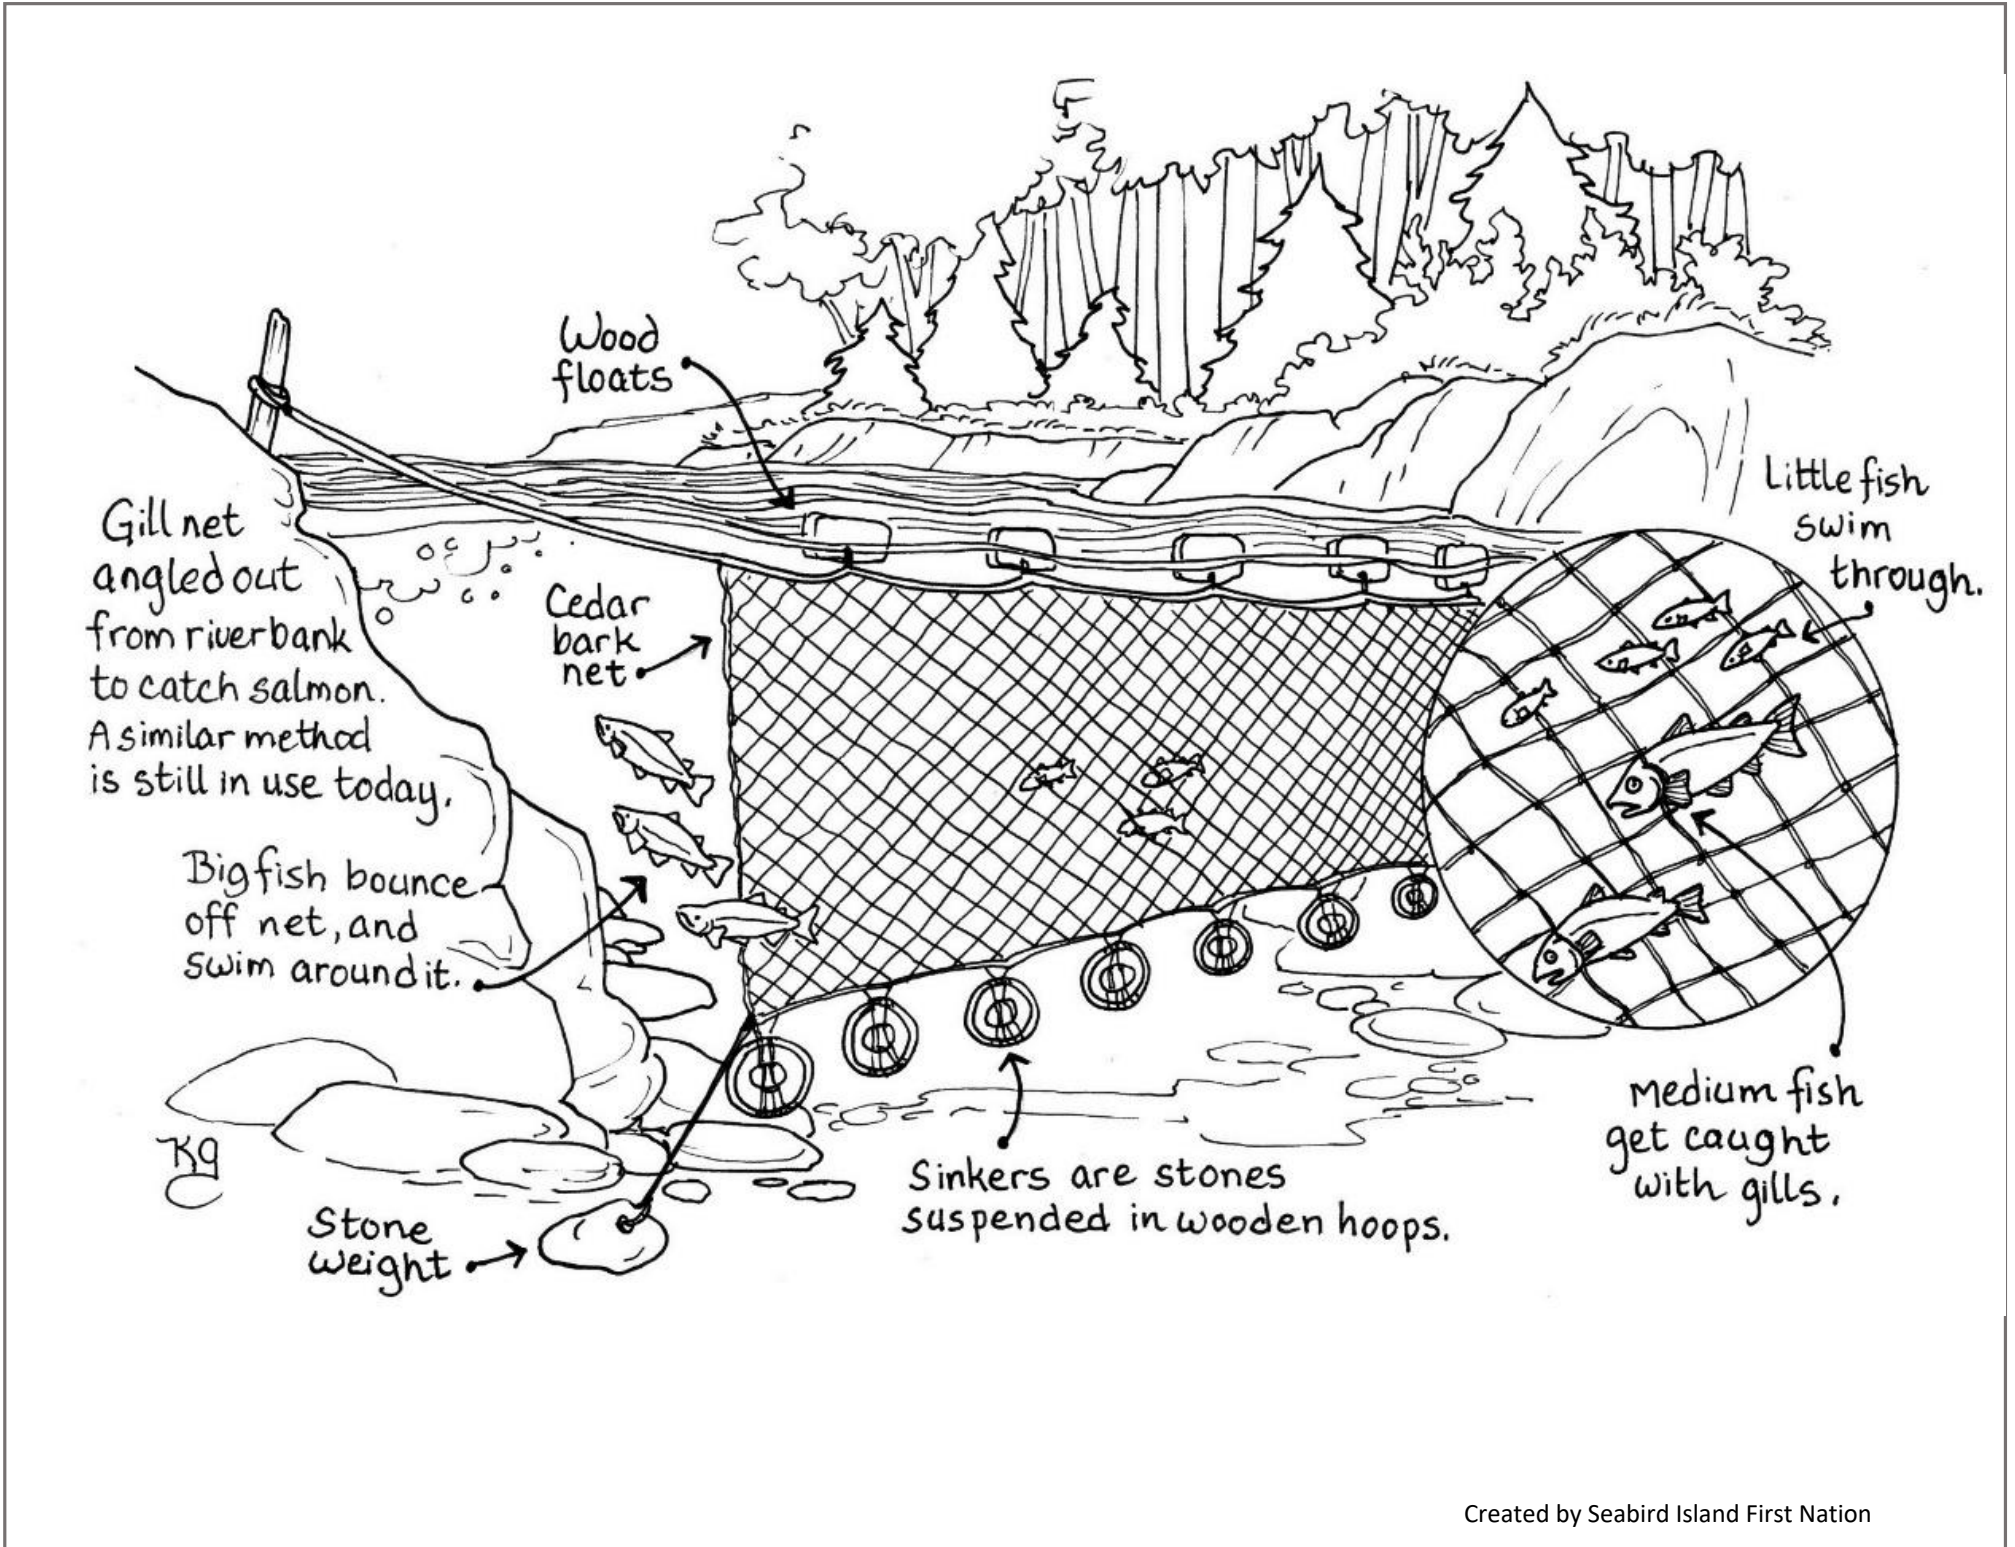 Wood
floats
Little fish
swim
through.
Gill net
angled out
from riverbank
to catch salmon.
A similar method
is still in use today.
Cedar
bark
net
Big fish bounce
off net, and
swim around it.
Medium fish
get caught
with gills.
Sinkers are stones
suspended in wooden hoops.
Stone
weight
KG
Created by Seabird Island First Nation